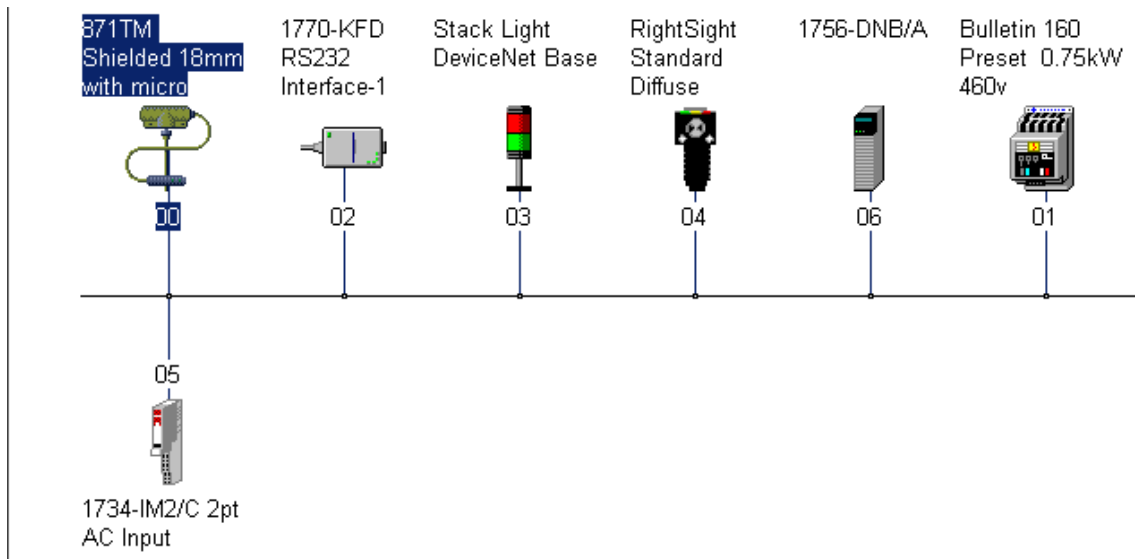 871TM
Shielded 18mm
with micro
00
1770-KFD
RS232
Interface-1
02
Stack Light
DeviceNet Base
03
RightSight
Standard
Diffuse
04
1756-DNB/A
06
Bulletin 160
Preset 0.75kW
460v
01
05
1734-IM2/C 2pt
AC Input